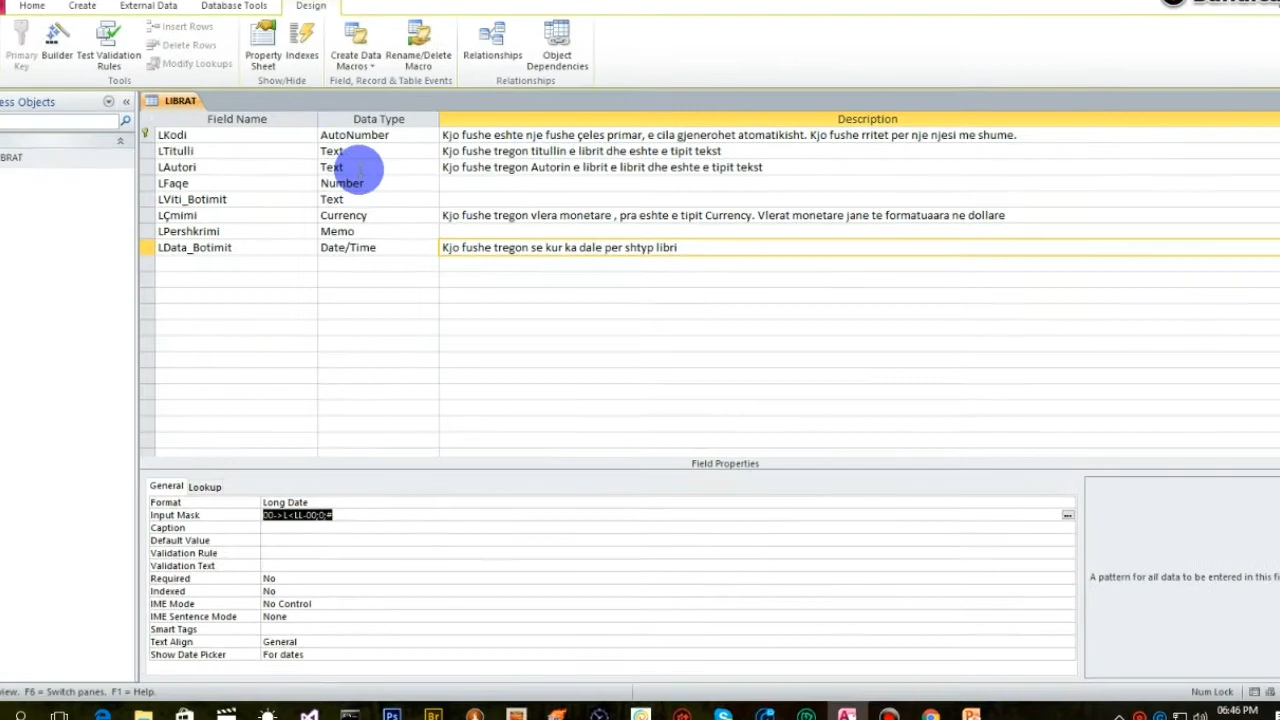 Home Create External Data Database Tools Design
Primary Key Builder Test Validation Rules Insert Rows Delete Rows Modify Lookups Property Sheet Indexes Create Data Macros Rename/Delete Macro Relationships Object Dependencies
Tools Show/Hide Field, Record & Table Events Relationships
ess Objects
BRAT
LIBRAT
Field Name Data Type Description
LKodi AutoNumber Kjo fushe eshte nje fushe çeles primar, e cila gjenerohet atomatikisht. Kjo fushe rritet per nje njesi me shume.
LTitulli Text Kjo fushe tregon titullin e librit dhe eshte e tipit tekst
LAutori Text Kjo fushe tregon Autorin e librit e librit dhe eshte e tipit tekst
LFaqe Number
LViti_Botimit Text
LÇmimi Currency Kjo fushe tregon vlera monetare , pra eshte e tipit Currency. Vlerat monetare jane te formatuaara ne dollare
LPershkrimi Memo
LData_Botimit Date/Time Kjo fushe tregon se kur ka dale per shtyp libri
Field Properties
General Lookup
Format Long Date
Input Mask 00->L<LL-00;0;#
Caption
Default Value
Validation Rule
Validation Text
Required No
Indexed No
IME Mode No Control
IME Sentence Mode None
Smart Tags
Text Align General
Show Date Picker For dates
A pattern for all data to be entered in this fi
view. F6 = Switch panes. F1 = Help. Num Lock
06:46 PM